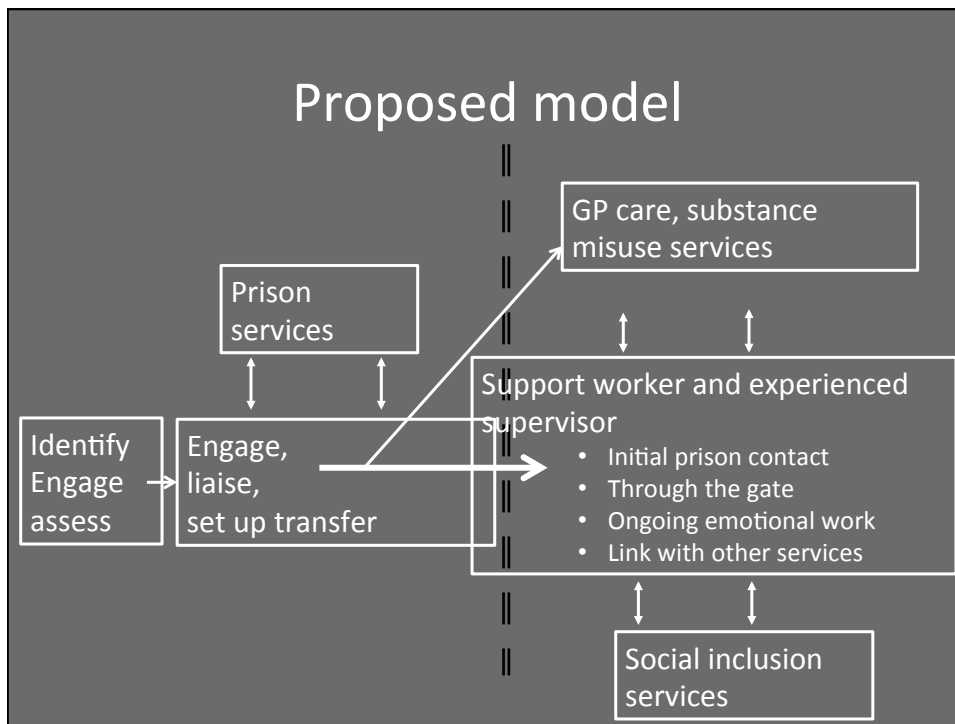 Proposed model
GP care, substance
misuse services
Prison
services
Support worker and experienced
supervisor
• Initial prison contact
• Through the gate
• Ongoing emotional work
• Link with other services
Identify
Engage
assess
Engage,
liaise,
set up transfer
Social inclusion
services